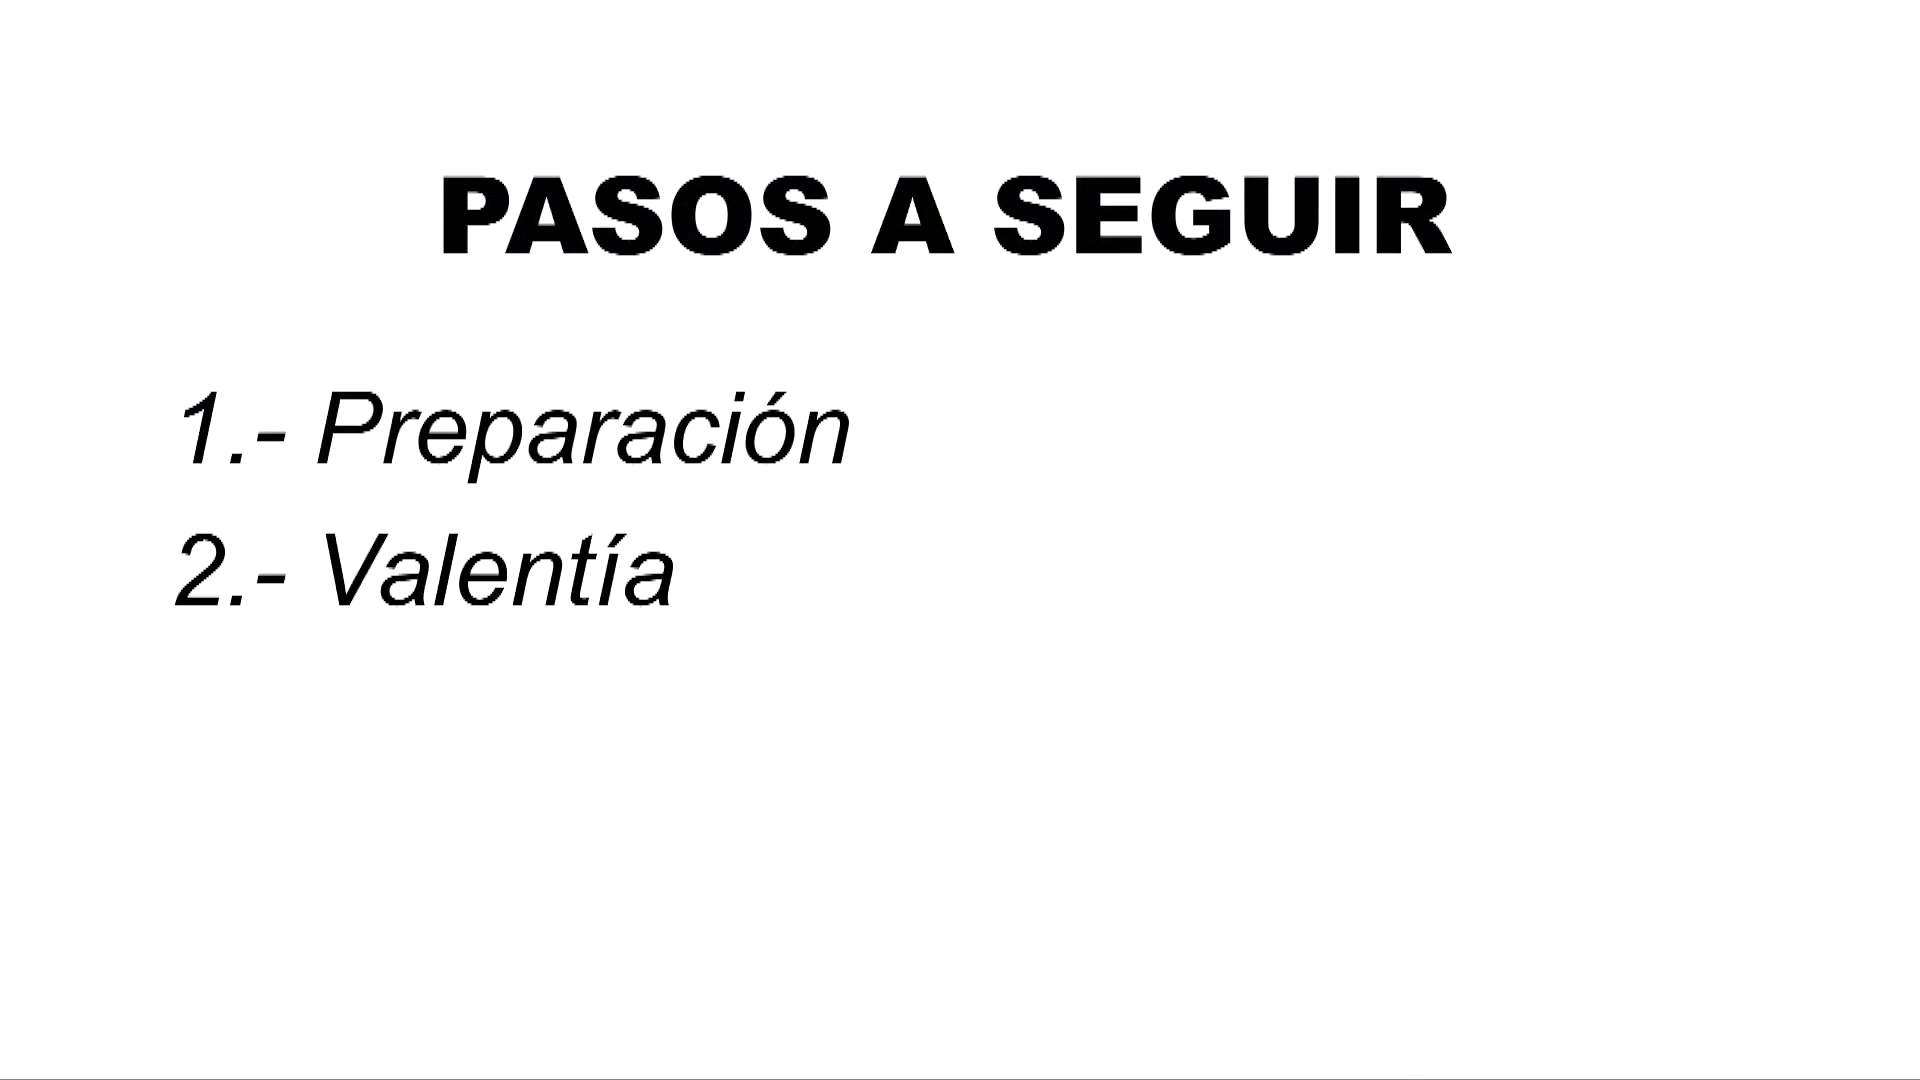 PASOS A SEGUIR
1.- Preparación
2.- Valentía